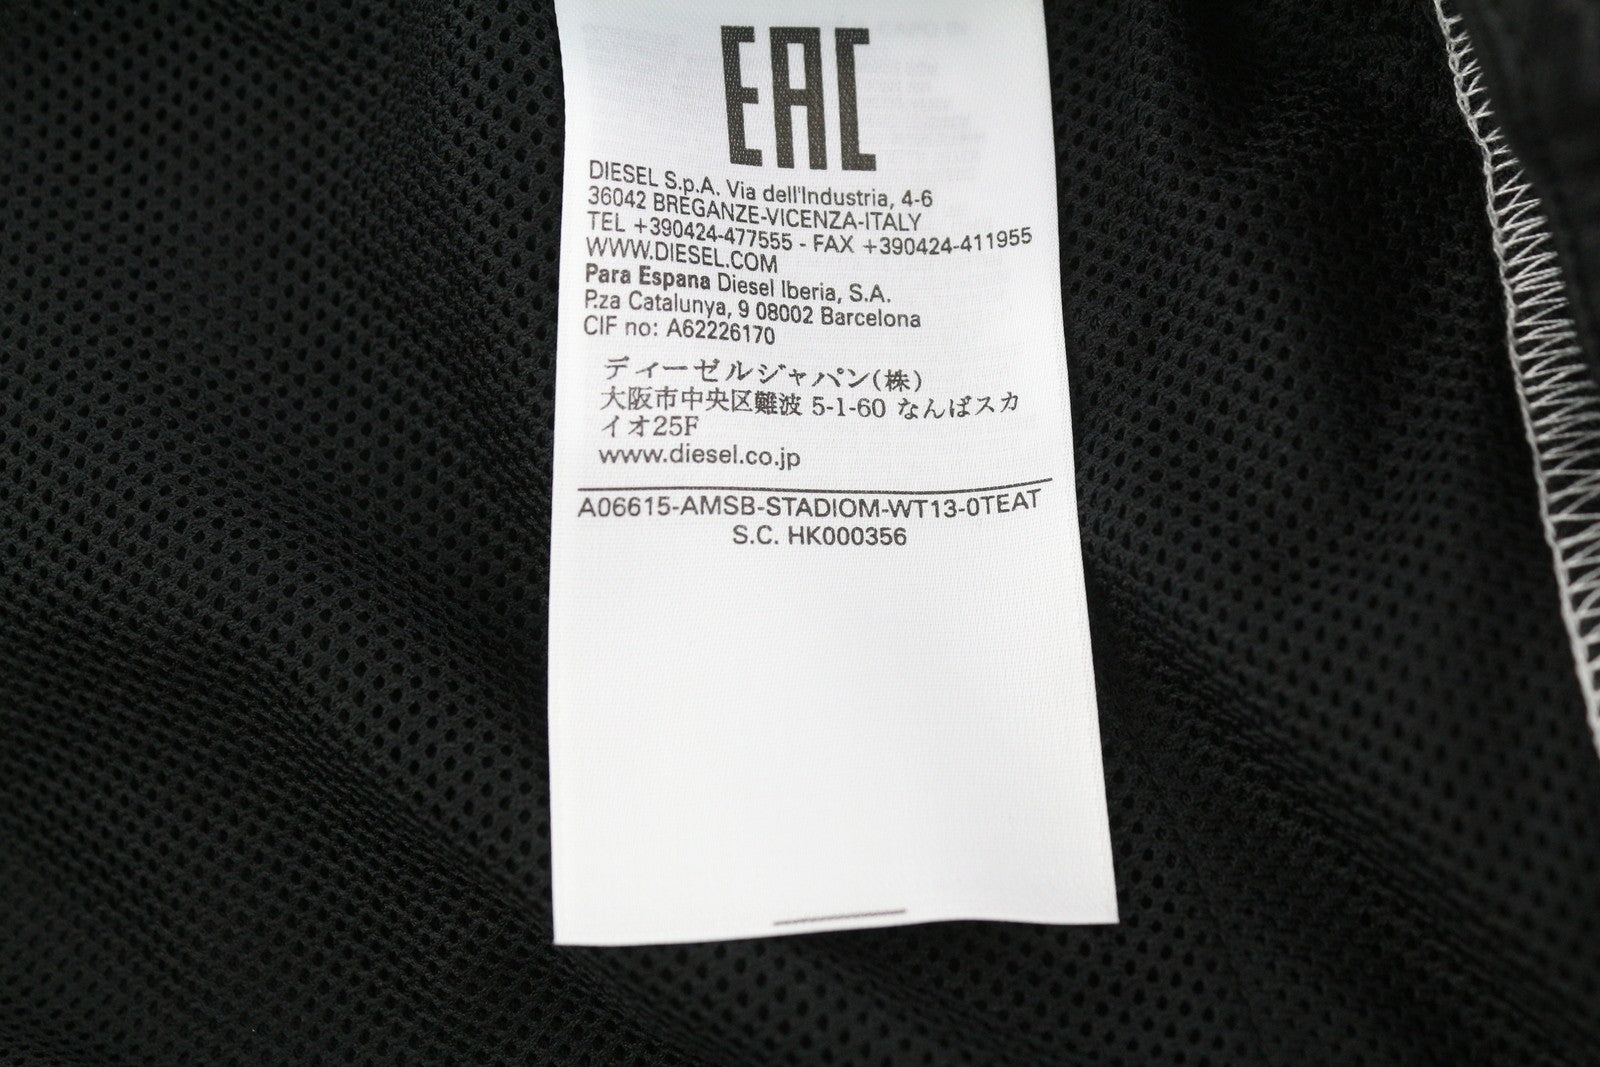 EAC
DIESEL S.p.A. Via dell'Industria, 4-6
36042 BREGANZE-VICENZA-ITALY
TEL +390424-477555 - FAX +390424-411955
WWW.DIESEL.COM
Para Espana Diesel Iberia, S.A.
P.za Catalunya, 9 08002 Barcelona
CIF no: A62226170
ディーゼルジャパン(株)
大阪市中央区難波 5-1-60 なんばスカ
イオ25F
www.diesel.co.jp
A06615-AMSB-STADIOM-WT13-0TEAT
S.C. HK000356